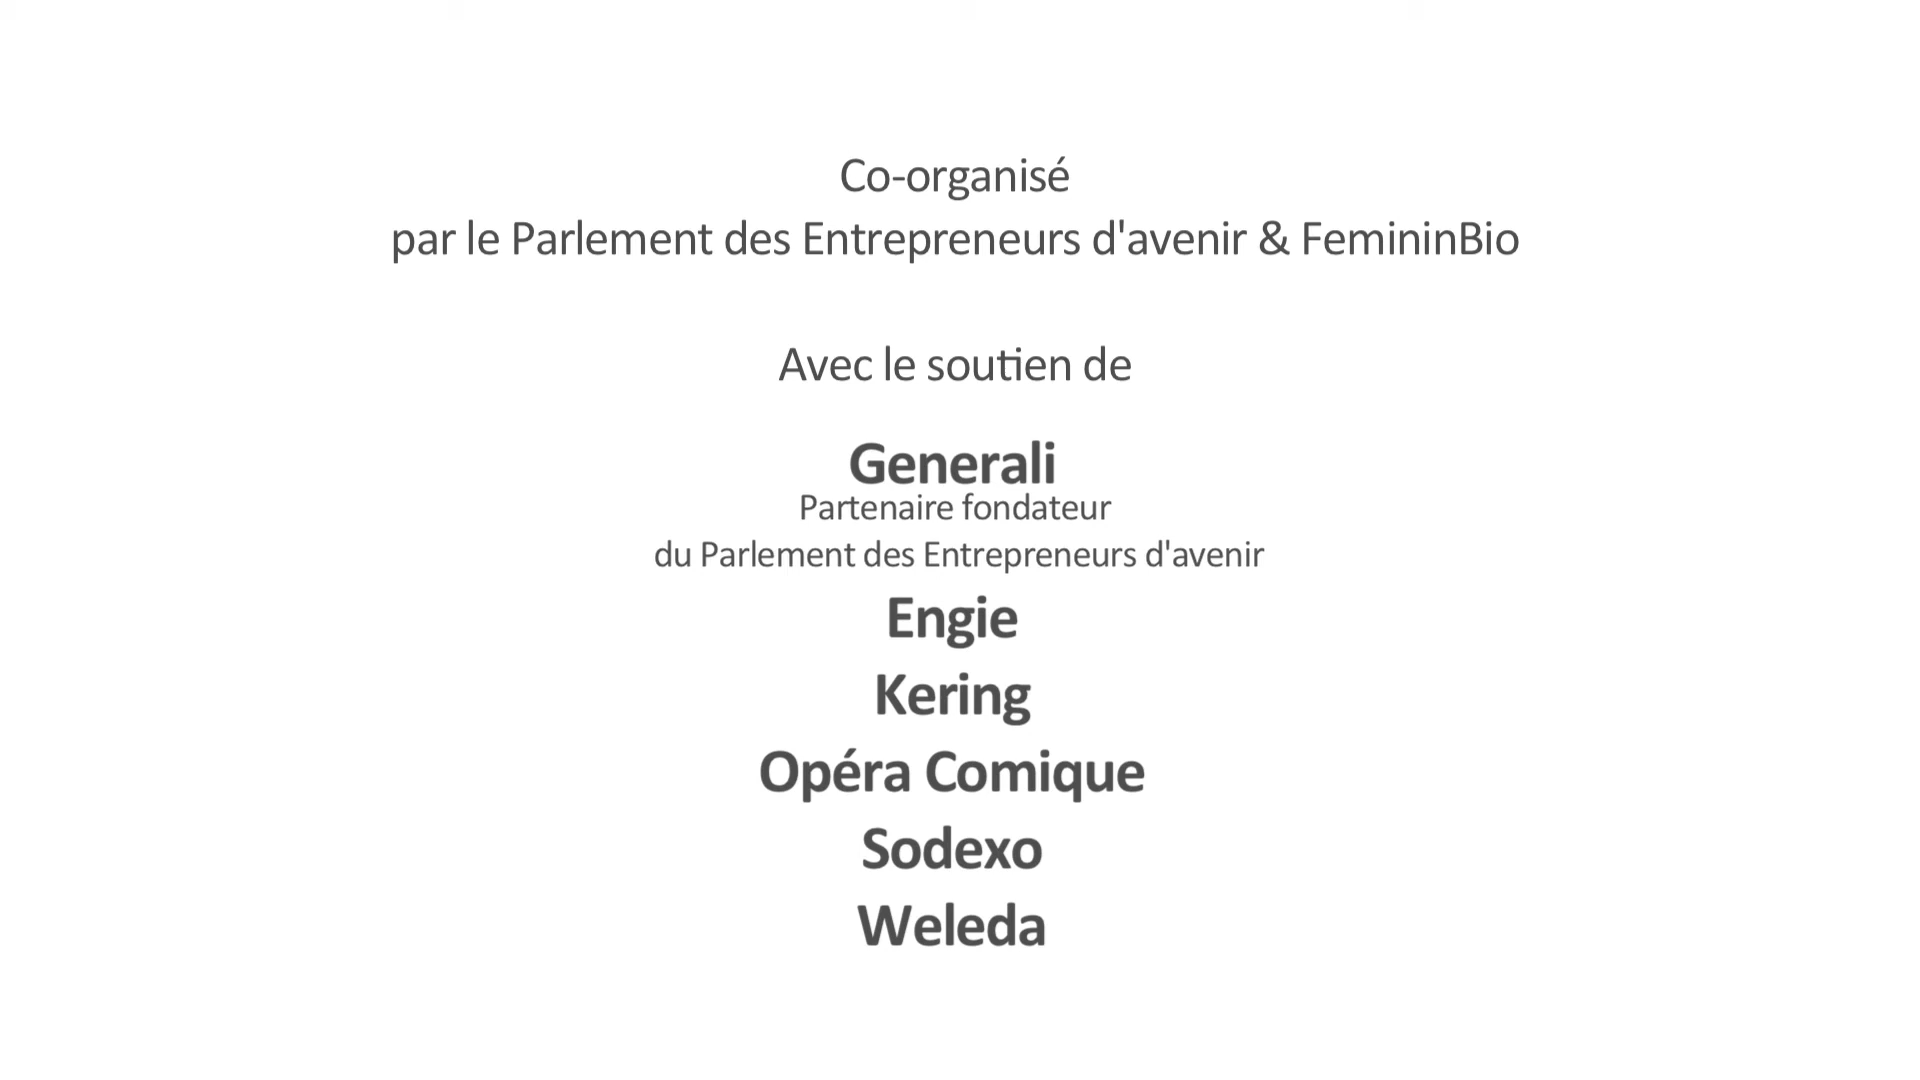 Co-organisé
par le Parlement des Entrepreneurs d'avenir & FemininBio
Avec le soutien de
Generali
Partenaire fondateur
du Parlement des Entrepreneurs d'avenir
Engie
Kering
Opéra Comique
Sodexo
Weleda